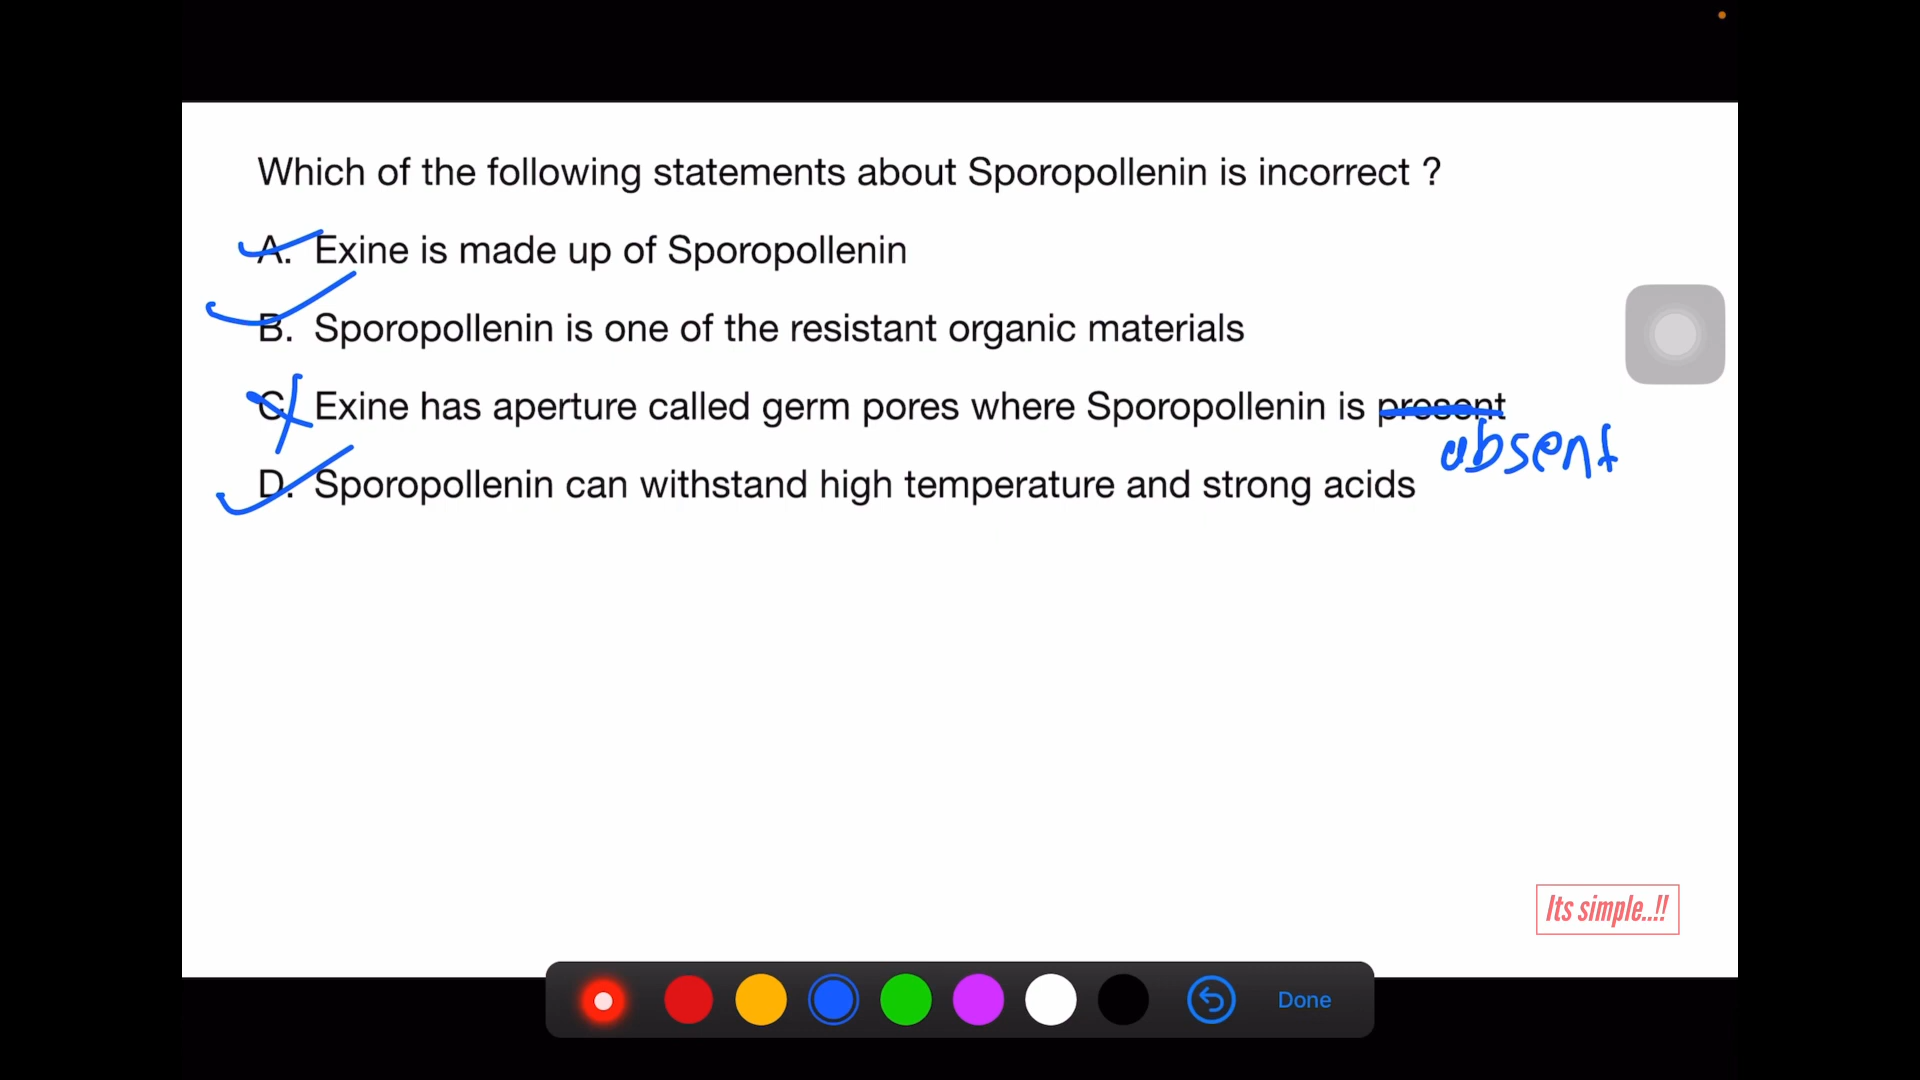 Which of the following statements about Sporopollenin is incorrect ?
A. Exine is made up of Sporopollenin
B. Sporopollenin is one of the resistant organic materials
C. Exine has aperture called germ pores where Sporopollenin is present
absent
D. Sporopollenin can withstand high temperature and strong acids
Its simple..!!
Done